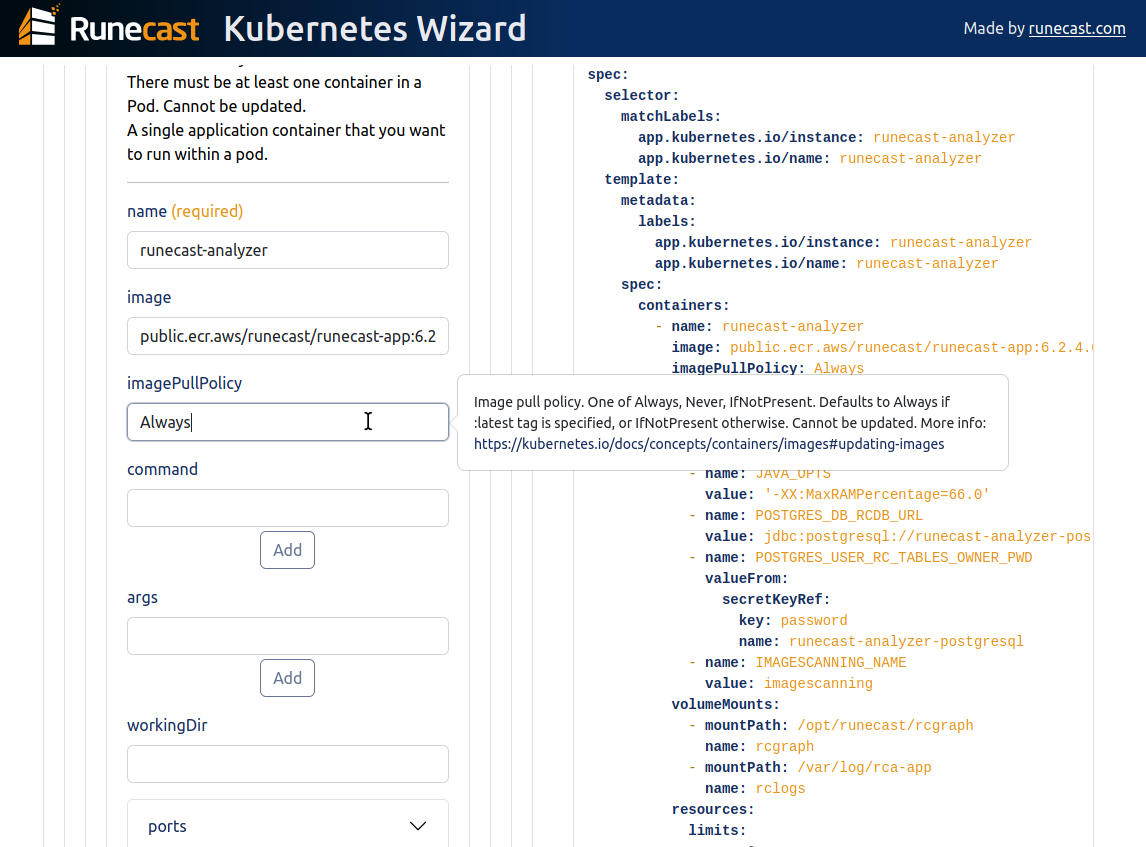 Runecast Kubernetes Wizard
Made by runecast.com
There must be at least one container in a
Pod. Cannot be updated.
A single application container that you want
to run within a pod.
name (required)
runecast-analyzer
image
public.ecr.aws/runecast/runecast-app:6.2
imagePullPolicy
Always
Image pull policy. One of Always, Never, IfNotPresent. Defaults to Always if
:latest tag is specified, or IfNotPresent otherwise. Cannot be updated. More info:
https://kubernetes.io/docs/concepts/containers/images#updating-images
command
Add
args
Add
workingDir
ports
spec:
selector:
matchLabels:
app.kubernetes.io/instance: runecast-analyzer
app.kubernetes.io/name: runecast-analyzer
template:
metadata:
labels:
app.kubernetes.io/instance: runecast-analyzer
app.kubernetes.io/name: runecast-analyzer
spec:
containers:
- name: runecast-analyzer
image: public.ecr.aws/runecast/runecast-app:6.2.4.
imagePullPolicy: Always
- name: JAVA_OPTS
value: '-XX:MaxRAMPercentage=66.0'
- name: POSTGRES_DB_RCDB_URL
value: jdbc:postgresql://runecast-analyzer-pos
- name: POSTGRES_USER_RC_TABLES_OWNER_PWD
valueFrom:
secretKeyRef:
key: password
name: runecast-analyzer-postgresql
- name: IMAGESCANNING_NAME
value: imagescanning
volumeMounts:
- mountPath: /opt/runecast/rcgraph
name: rcgraph
- mountPath: /var/log/rca-app
name: rclogs
resources:
limits: